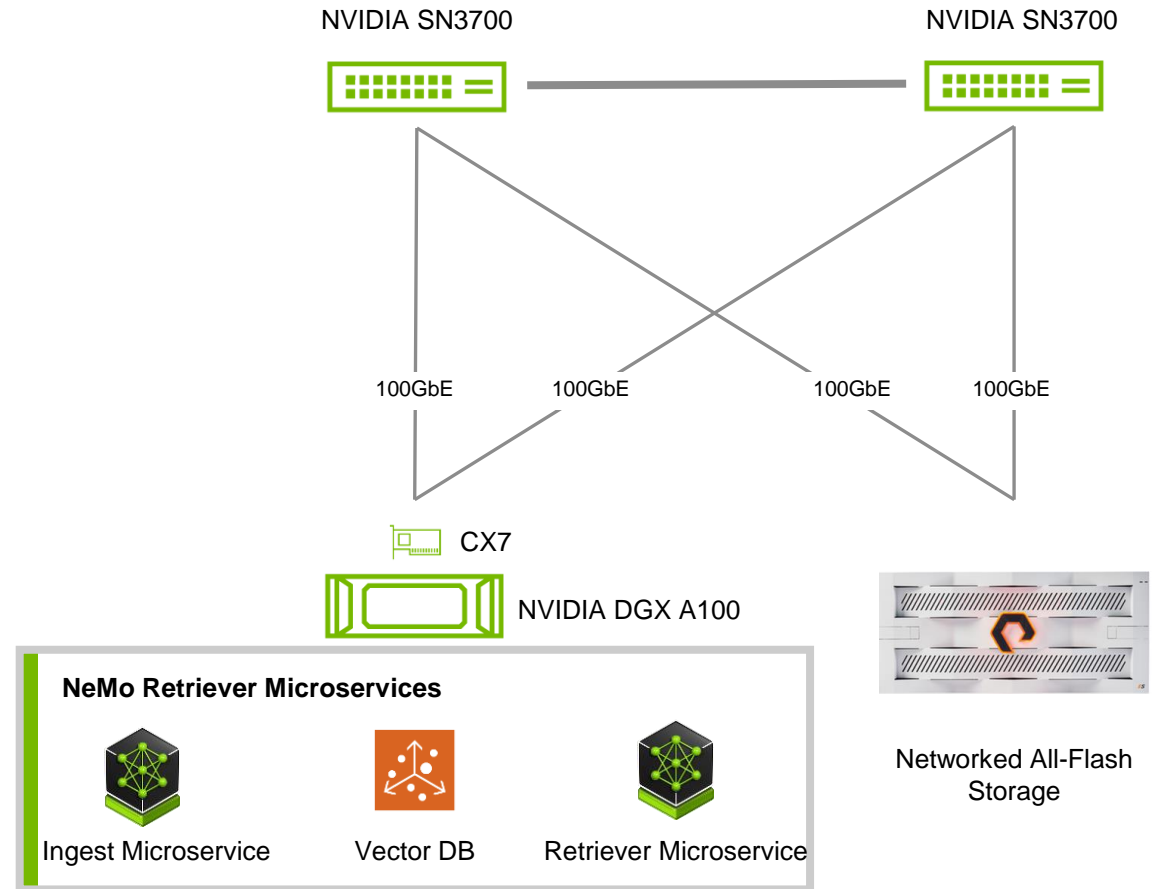 NVIDIA SN3700
NVIDIA SN3700
100GbE
100GbE
100GbE
100GbE
CX7
NVIDIA DGX A100
NeMo Retriever Microservices
Ingest Microservice
Vector DB
Retriever Microservice
Networked All-Flash
Storage